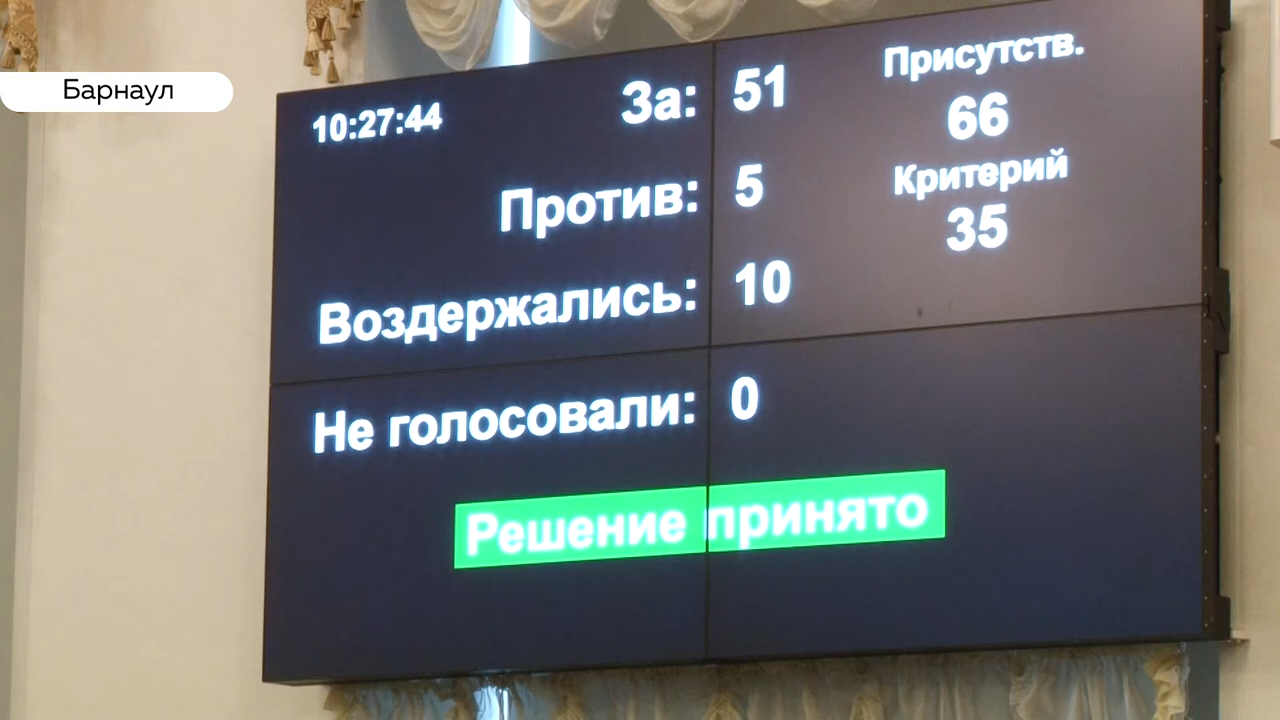 Барнаул
10:27:44
За: 51
Против: 5
Воздержались: 10
Не голосовали: 0
Присутств.
66
Критерий
35
Решение принято